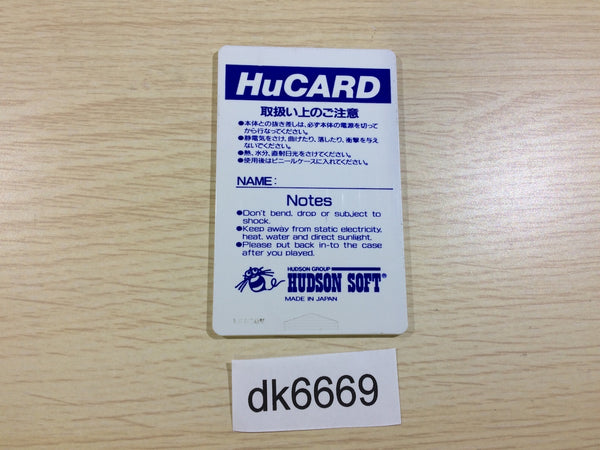 HuCARD
取扱い上のご注意
●本体との抜き差しは、必ず本体の電源を切って
から行なってください。
●静電気をさけ、曲げたり、落したり、衝撃を与え
ないでください。
●熱、水分、直射日光をさけてください。
●使用後はビニールケースに入れてください。
NAME:
Notes
●Don't bend, drop or subject to
shock.
●Keep away from static electricity,
heat, water and direct sunlight.
●Please put back in-to the case
after you played.
HUDSON GROUP
HUDSON SOFT®
MADE IN JAPAN
dk6669